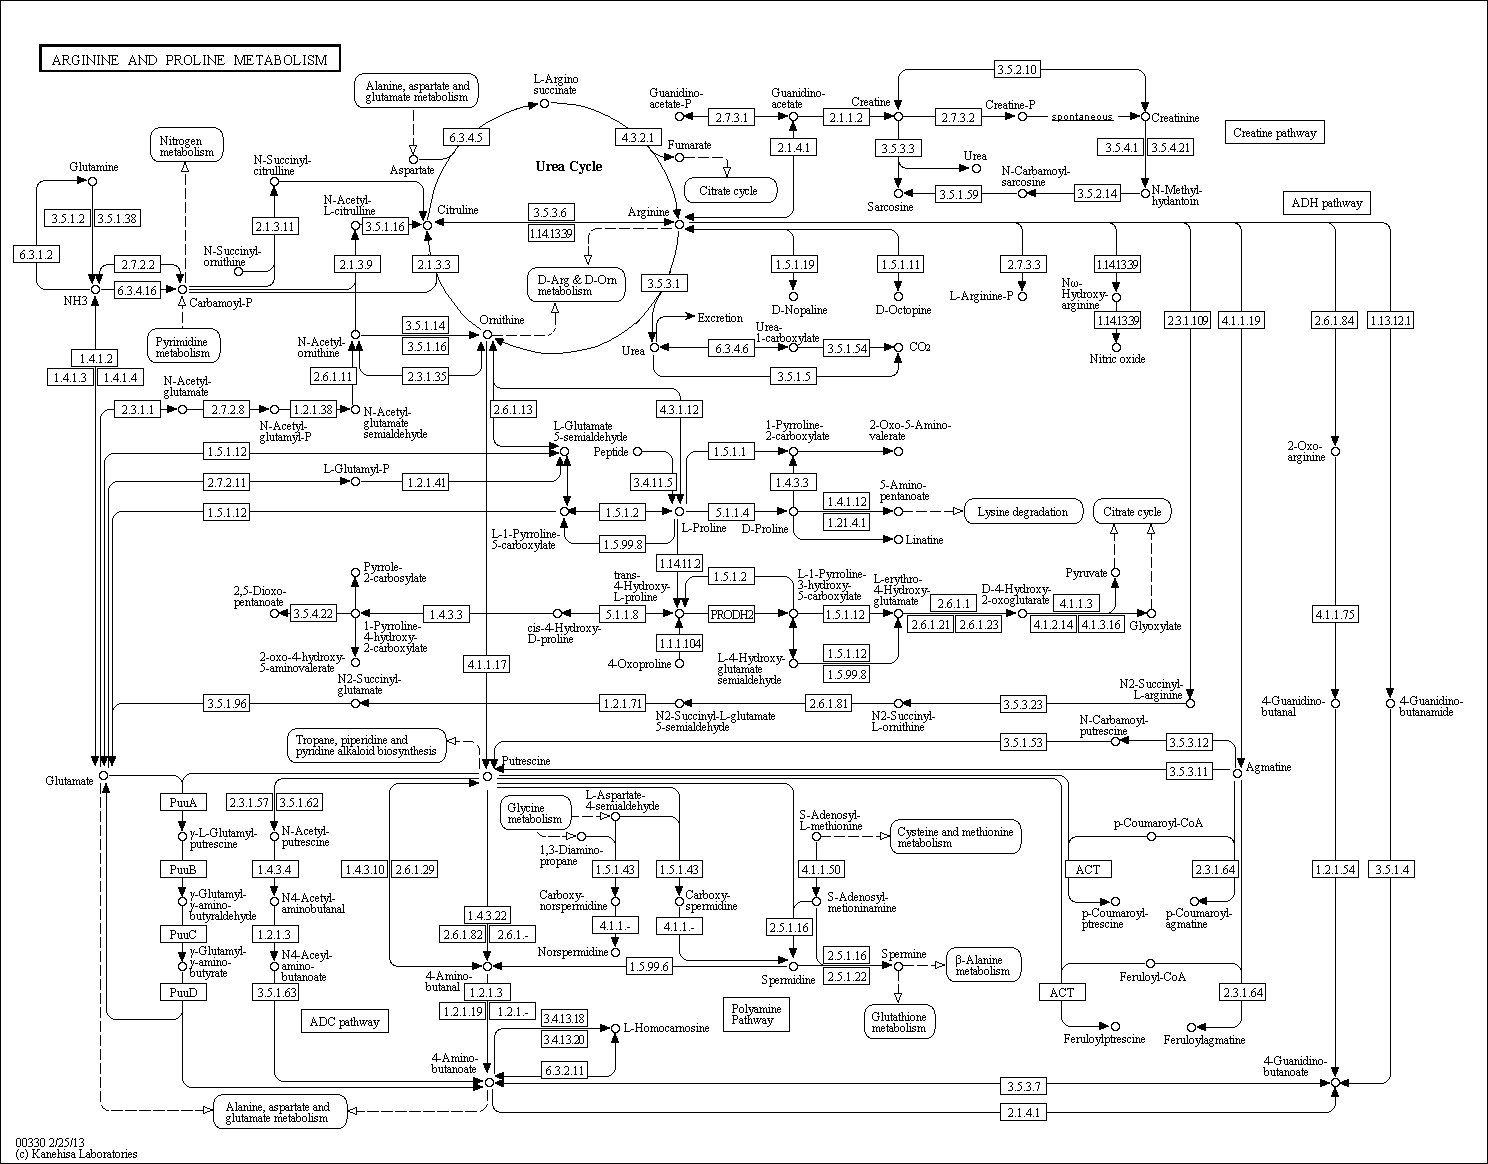 ARGININE AND PROLINE METABOLISM
3.5.2.10
Alanine, aspartate and
glutamate metabolism
L-Argino
succinate
Guanidino-
acetate-P
2.7.3.1
Guanidino-
acetate
2.1.1.2
Creatine
2.7.3.2
Creatine-P
spontaneous
Creatinine
Creatine pathway
6.3.4.5
4.3.2.1
Nitrogen
metabolism
Fumarate
2.1.4.1
3.5.3.3
3.5.4.1
3.5.4.21
Aspartate
Urea Cycle
Urea
Glutamine
N-Succinyl-
citrulline
Citrate cycle
N-Carbamoyl-
sarcosine
3.5.1.59
3.5.2.14
Sarcosine
N-Methyl-
hydantoin
ADH pathway
N-Acetyl-
L-citrulline
Citruline
3.5.3.6
1.14.13.39
Arginine
3.5.1.2
3.5.1.38
2.1.3.11
3.5.1.16
6.3.1.2
N-Succinyl-
ornithine
2.7.2.2
2.1.3.9
2.1.3.3
1.5.1.19
1.5.1.11
2.7.3.3
1.14.13.39
D-Arg & D-Orn
metabolism
3.5.3.1
NH3
6.3.4.16
Carbamoyl-P
D-Nopaline
D-Octopine
L-Arginine-P
Nω-
Hydroxy-
arginine
Excretion
Urea-
1-carboxylate
1.14.13.39
2.3.1.109
4.2.1.19
2.6.1.84
1.13.12.1
Ornithine
3.5.1.14
3.5.1.16
Pyrimidine
metabolism
N-Acetyl-
ornithine
Urea
6.3.4.6
3.5.1.54
CO2
Nitric oxide
1.4.1.2
1.4.1.3
1.4.1.4
2.6.1.11
2.3.1.35
3.5.1.5
N-Acetyl-
glutamate
2.3.1.1
2.7.2.8
1.2.1.38
N-Acetyl-
glutamyl-P
N-Acetyl-
glutamate
semialdehyde
2.6.1.13
4.3.1.12
L-Glutamate
5-semialdehyde
1-Pyrroline-
2-carboxylate
2-Oxo-5-Amino-
valerate
1.5.1.12
Peptide
1.5.1.1
2-Oxo-
arginine
L-Glutamyl-P
2.7.2.11
1.2.1.41
3.4.11.5
1.4.3.3
5-Amino-
pentanoate
1.4.1.12
1.21.4.1
1.5.1.12
1.5.1.2
5.1.1.4
Lysine degradation
Citrate cycle
L-Proline
D-Proline
L-1-Pyrroline-
5-carboxylate
1.5.99.8
Linatine
1.14.11.2
Pyrrole-
2-carbosylate
trans-
4-Hydroxy-
L-proline
1.5.1.2
L-1-Pyrroline-
3-hydroxy-
5-carboxylate
L-erythro-
4-Hydroxy-
glutamate
D-4-Hydroxy-
2-oxoglutarate
Pyruvate
2,5-Dioxo-
pentanoate
2.6.1.1
4.1.1.3
3.5.4.22
1.4.3.3
5.1.1.8
PRODH2
1.5.1.12
2.6.1.21
2.6.1.23
4.1.2.14
4.1.3.16
Glyoxylate
4.1.1.75
1-Pyrroline-
4-hydroxy-
2-carboxylate
cis-4-Hydroxy-
D-proline
1.1.1.104
2-oxo-4-hydroxy-
5-aminovalerate
4.1.1.17
4-Oxoproline
L-4-Hydroxy-
glutamate
semialdehyde
1.5.1.12
1.5.99.8
N2-Succinyl-
glutamate
N2-Succinyl-
L-arginine
3.5.1.96
1.2.1.71
2.6.1.81
3.5.3.23
4-Guanidino-
butanal
4-Guanidino-
butanamide
N2-Succinyl-L-glutamate
5-semialdehyde
N2-Succinyl-
L-ornithine
N-Carbamoyl-
putrescine
Tropane, piperidine and
pyridine alkaloid biosynthesis
3.5.1.53
3.5.3.12
Putrescine
3.5.3.11
Agmatine
Glutamate
PuuA
2.3.1.57
3.5.1.62
Glycine
metabolism
L-Aspartate-
4-semialdehyde
S-Adenosyl-
L-methionine
Cysteine and methionine
metabolism
p-Coumaroyl-CoA
γ-L-Glutamyl-
putrescine
N-Acetyl-
putrescine
1,3-Diamino-
propane
PuuB
1.4.3.4
1.4.3.10
2.6.1.29
1.5.1.43
1.5.1.43
4.1.1.50
ACT
2.3.1.64
1.2.1.54
3.5.1.4
γ-Glutamyl-
γ-amino-
butyraldehyde
N4-Acetyl-
aminobutanal
Carboxy-
norspermidine
Carboxy-
spermidine
S-Adenosyl-
metioninamine
p-Coumaroyl-
ptrescine
p-Coumaroyl-
agmatine
1.4.3.22
PuuC
1.2.1.3
2.6.1.82
2.6.1.-
4.1.1.-
4.1.1.-
2.5.1.16
γ-Glutamyl-
γ-amino-
butyrate
N4-Aceyl-
amino-
butanoate
Norspermidine
2.5.1.16
2.5.1.22
Spermine
β-Alanine
metabolism
4-Amino-
butanal
1.5.99.6
Spermidine
Feruloyl-CoA
PuuD
3.5.1.63
1.2.1.3
1.2.1.19
1.2.1.-
ACT
2.3.1.64
ADC pathway
3.4.13.18
3.4.13.20
L-Homocarnosine
Polyamine
Pathway
Glutathione
metabolism
Feruloylptrescine
Feruloylagmatine
4-Amino-
butanoate
6.3.2.11
4-Guanidino-
butanoate
3.5.3.7
2.1.4.1
Alanine, aspartate and
glutamate metabolism
00330 2/25/13
(c) Kanehisa Laboratories